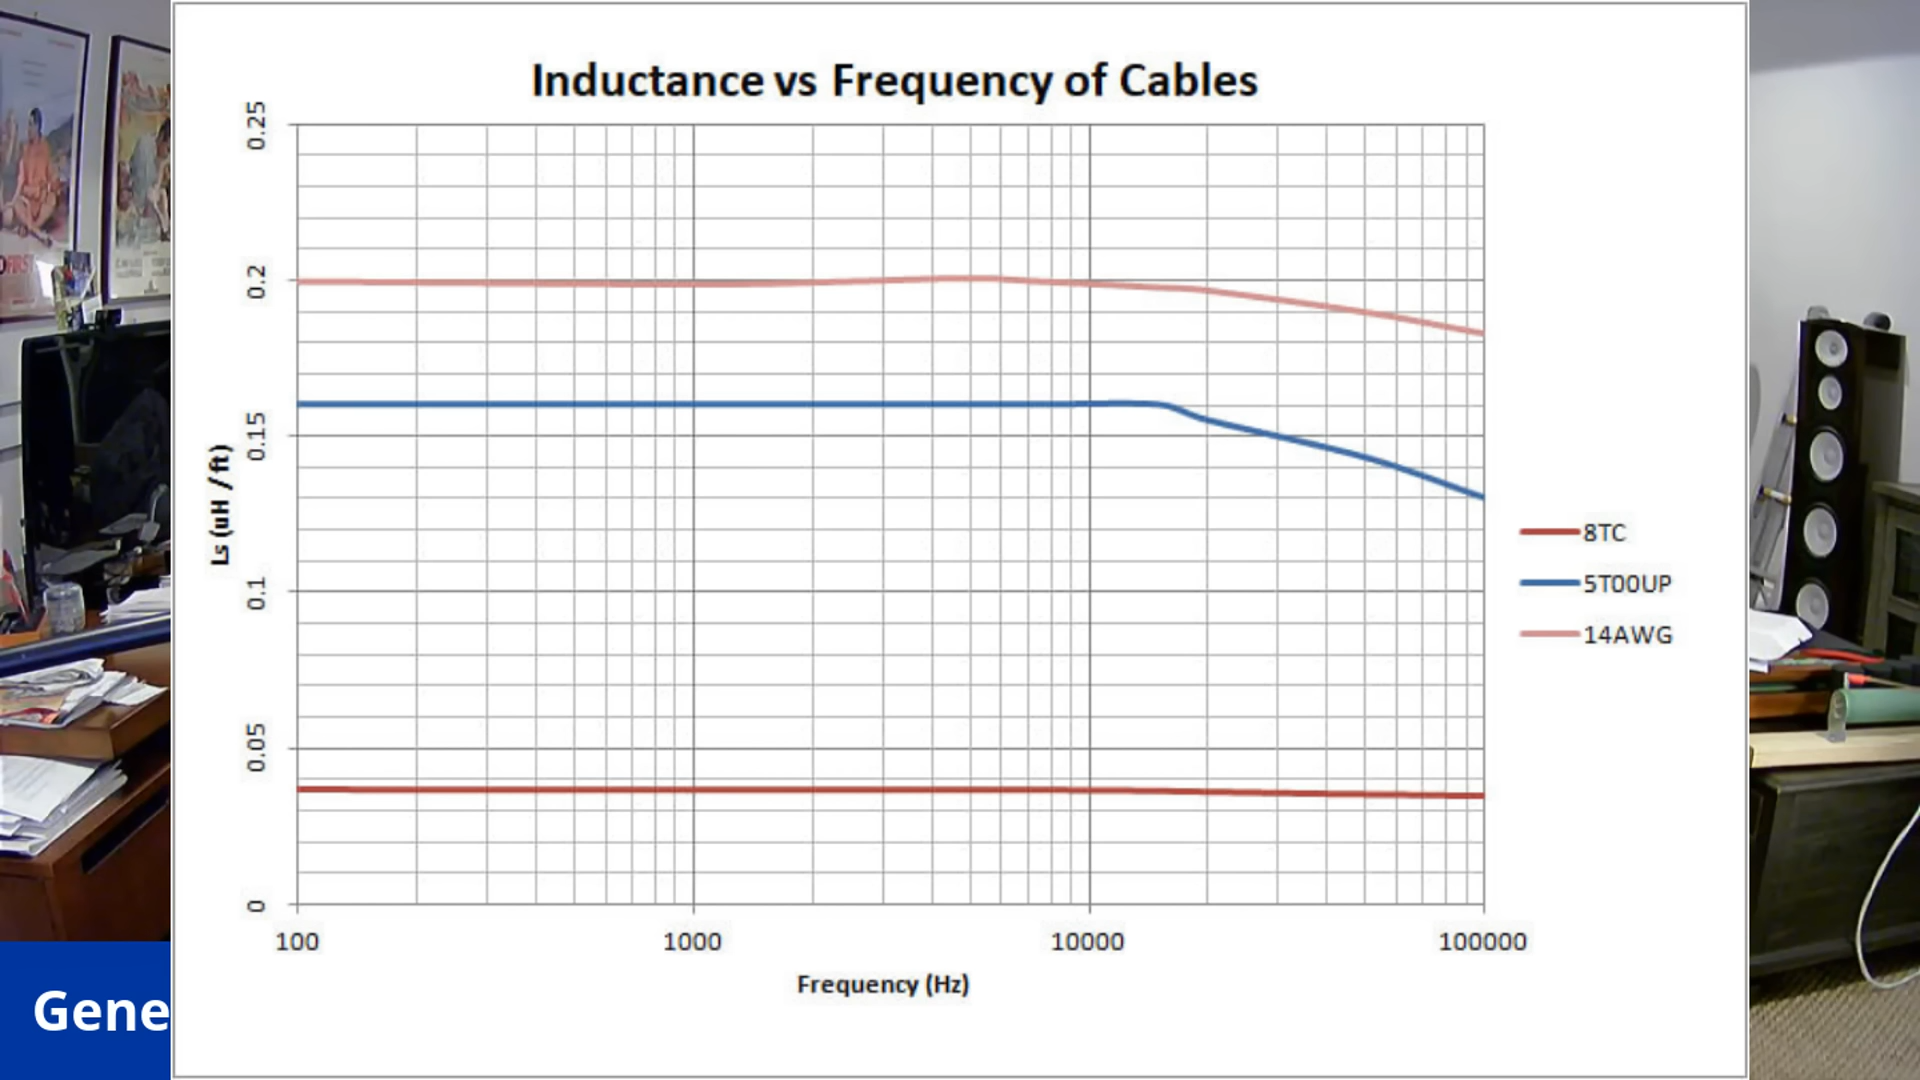 Inductance vs Frequency of Cables
0.25
0.2
0.15
0.1
0.05
0
Ls (uH / ft)
100 1000 10000 100000
Frequency (Hz)
8TC
5T00UP
14AWG
Gene